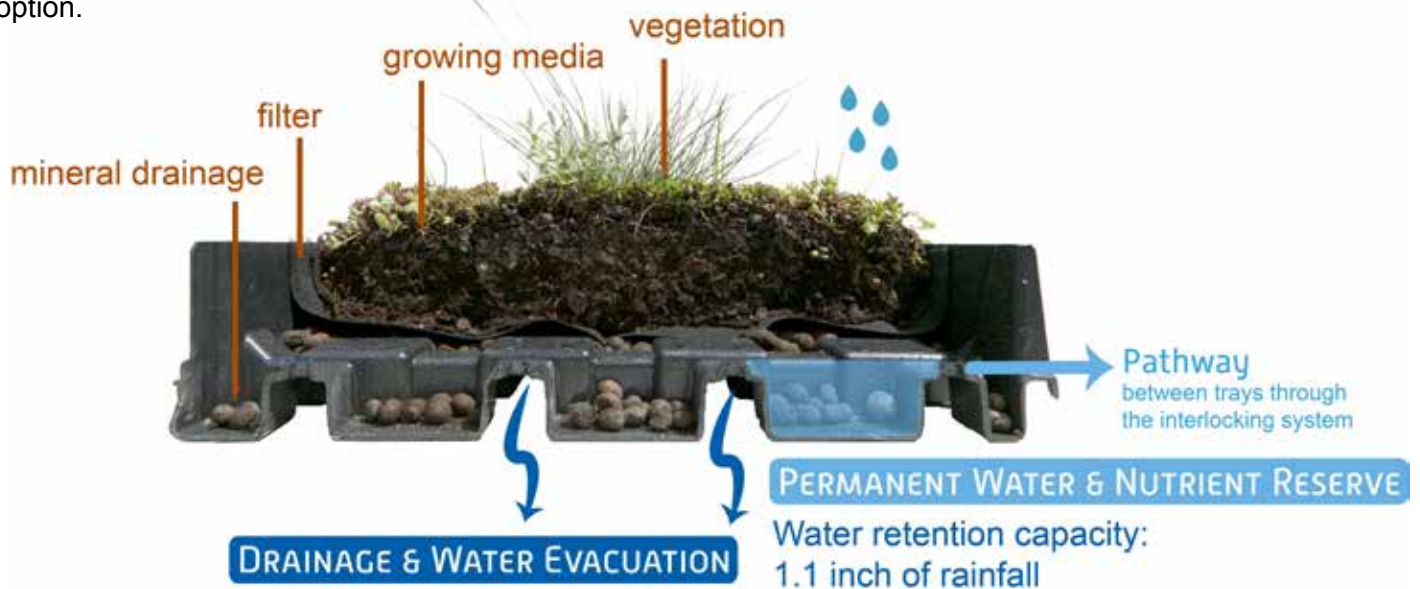 option.
vegetation
growing media
filter
mineral drainage
Pathway
between trays through
the interlocking system
PERMANENT WATER & NUTRIENT RESERVE
Water retention capacity:
1.1 inch of rainfall
DRAINAGE & WATER EVACUATION